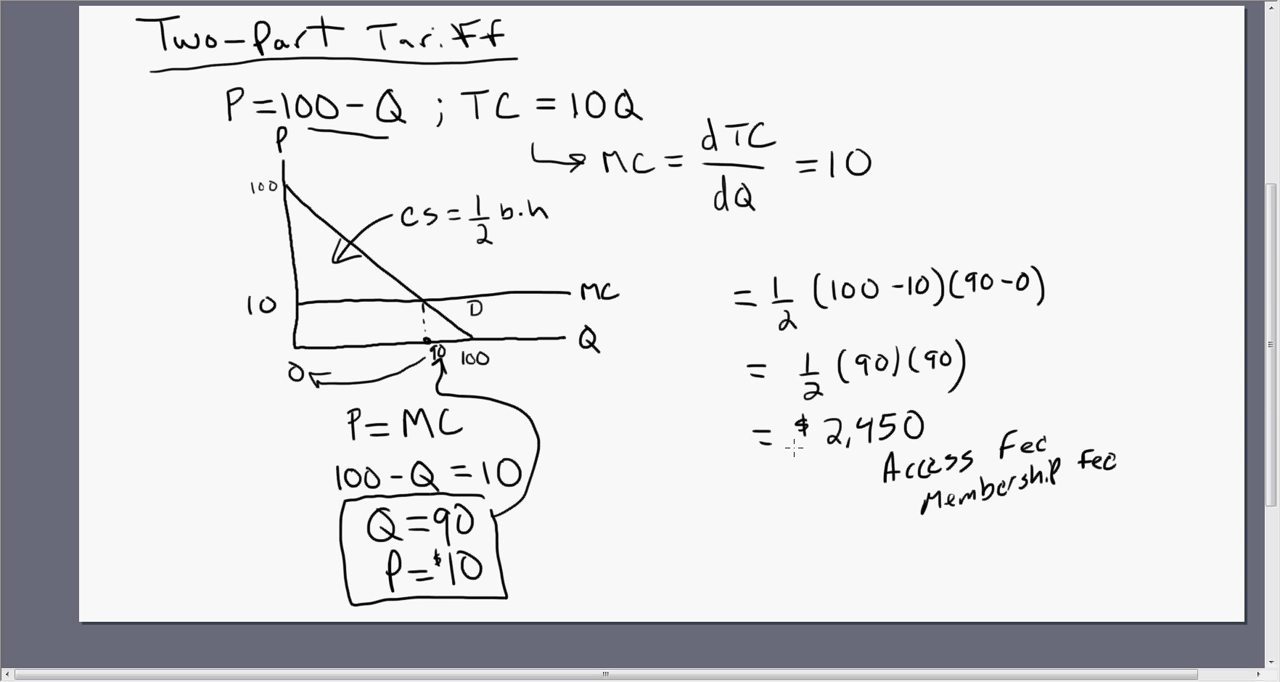 Two-Part Tariff
P = 100 - Q ; TC = 10Q
↳ MC = dTC/dQ = 10
P
100
CS = 1/2 b·h
10
MC
D
Q
0
90
100
P = MC
100 - Q = 10
Q = 90
P = $10
= 1/2 (100 - 10)(90 - 0)
= 1/2 (90)(90)
= $ 2,450
Access Fee
Membership Fee